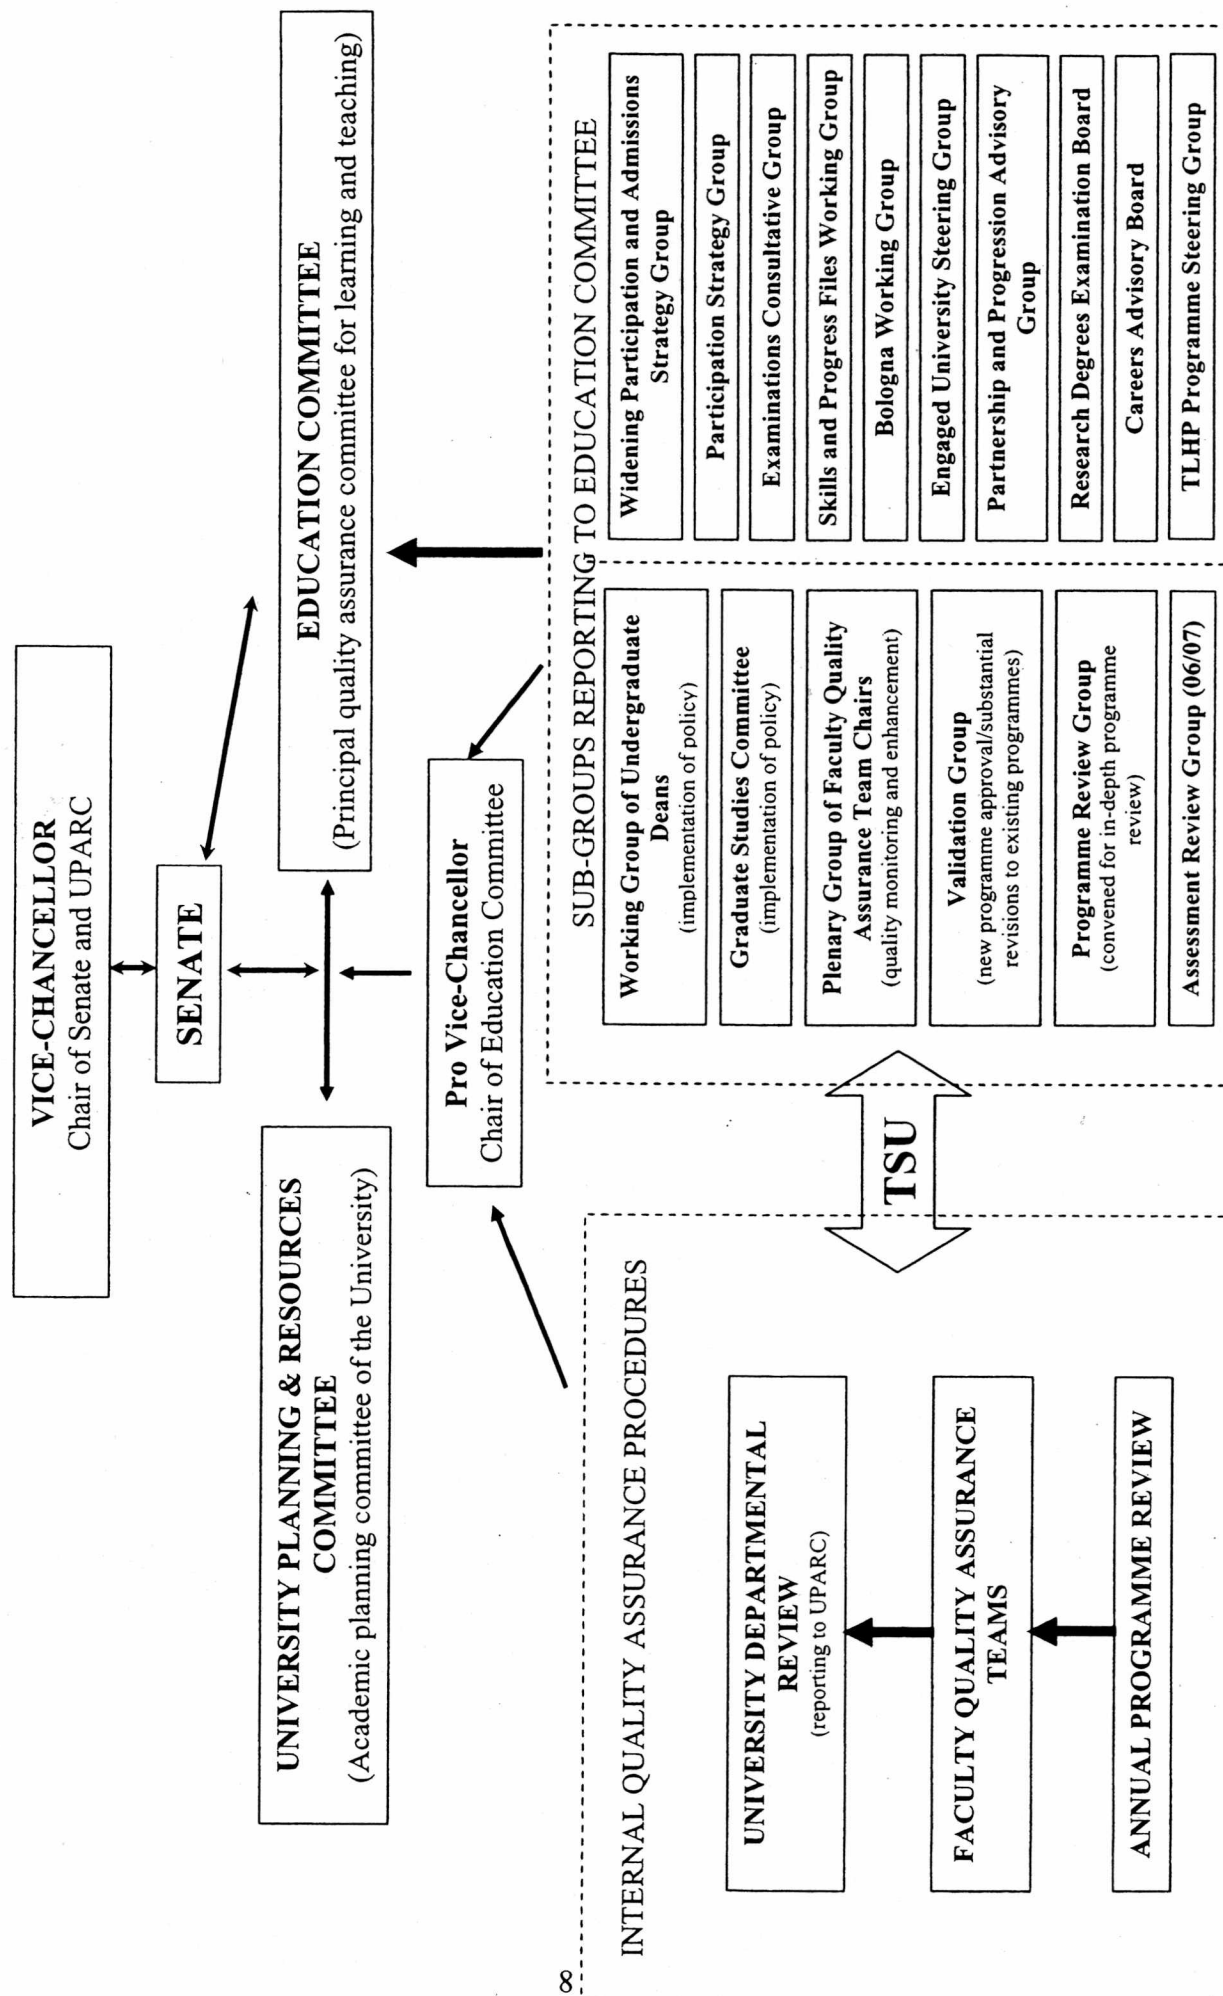 VICE-CHANCELLOR
Chair of Senate and UPARC
SENATE
UNIVERSITY PLANNING & RESOURCES
COMMITTEE
(Academic planning committee of the University)
EDUCATION COMMITTEE
(Principal quality assurance committee for learning and teaching)
Pro Vice-Chancellor
Chair of Education Committee
INTERNAL QUALITY ASSURANCE PROCEDURES
UNIVERSITY DEPARTMENTAL
REVIEW
(reporting to UPARC)
FACULTY QUALITY ASSURANCE
TEAMS
ANNUAL PROGRAMME REVIEW
TSU
SUB-GROUPS REPORTING TO EDUCATION COMMITTEE
Working Group of Undergraduate
Deans
(implementation of policy)
Graduate Studies Committee
(implementation of policy)
Plenary Group of Faculty Quality
Assurance Team Chairs
(quality monitoring and enhancement)
Validation Group
(new programme approval/substantial
revisions to existing programmes)
Programme Review Group
(convened for in-depth programme
review)
Assessment Review Group (06/07)
Widening Participation and Admissions
Strategy Group
Participation Strategy Group
Examinations Consultative Group
Skills and Progress Files Working Group
Bologna Working Group
Engaged University Steering Group
Partnership and Progression Advisory
Group
Research Degrees Examination Board
Careers Advisory Board
TLHP Programme Steering Group
8